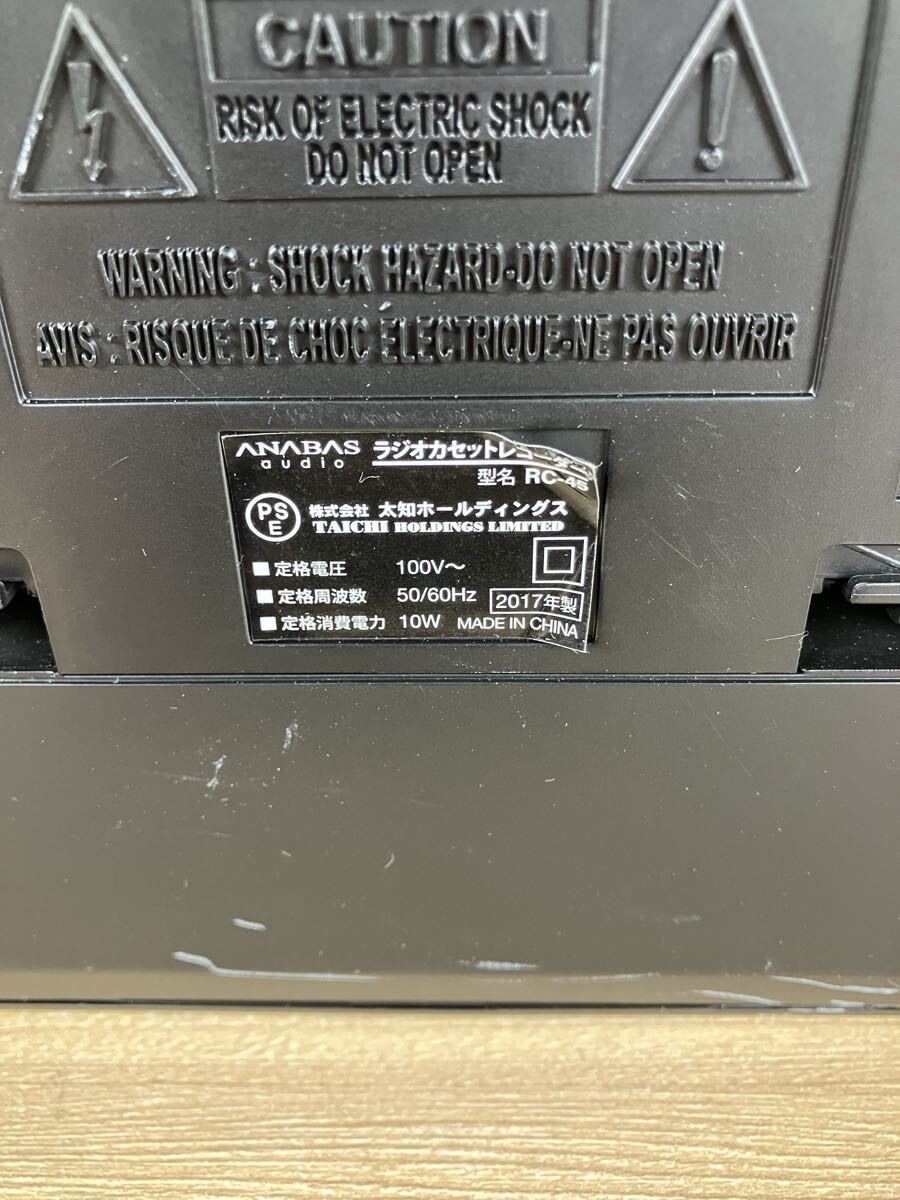 CAUTION
RISK OF ELECTRIC SHOCK
DO NOT OPEN
WARNING : SHOCK HAZARD-DO NOT OPEN
AVIS : RISQUE DE CHOC ELECTRIQUE-NE PAS OUVRIR
ANABAS ラジオカセットレコーダー
audio
型名 RC-45
PS
E
株式会社 太知ホールディングス
TAICHI HOLDINGS LIMITED
■ 定格電圧 100V～
■ 定格周波数 50/60Hz 2017年製
■ 定格消費電力 10W MADE IN CHINA